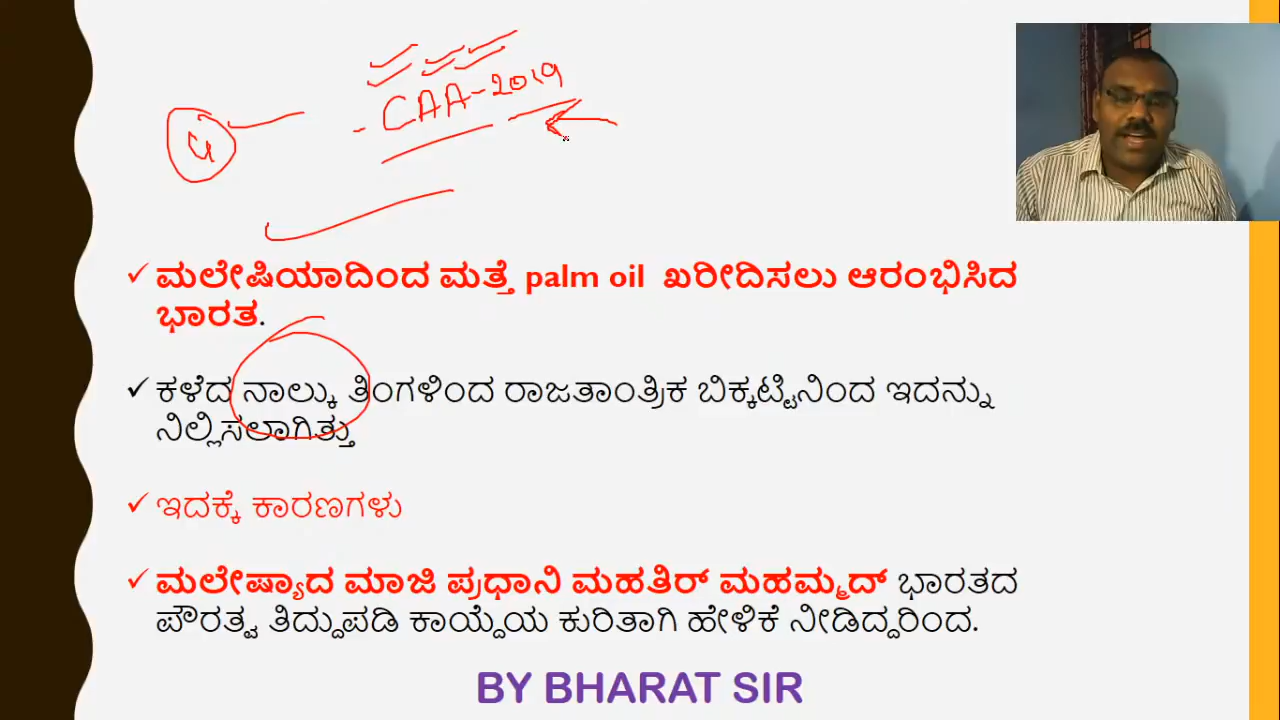 CAA-2019
4
ಮಲೇಷಿಯಾದಿಂದ ಮತ್ತೆ palm oil ಖರೀದಿಸಲು ಆರಂಭಿಸಿದ
ಭಾರತ.
ಕಳೆದ ನಾಲ್ಕು ತಿಂಗಳಿಂದ ರಾಜತಾಂತ್ರಿಕ ಬಿಕ್ಕಟ್ಟಿನಿಂದ ಇದನ್ನು
ನಿಲ್ಲಿಸಲಾಗಿತ್ತು
ಇದಕ್ಕೆ ಕಾರಣಗಳು
ಮಲೇಷ್ಯಾದ ಮಾಜಿ ಪ್ರಧಾನಿ ಮಹತಿರ್ ಮಹಮ್ಮದ್ ಭಾರತದ
ಪೌರತ್ವ ತಿದ್ದುಪಡಿ ಕಾಯ್ದೆಯ ಕುರಿತಾಗಿ ಹೇಳಿಕೆ ನೀಡಿದ್ದರಿಂದ.
BY BHARAT SIR